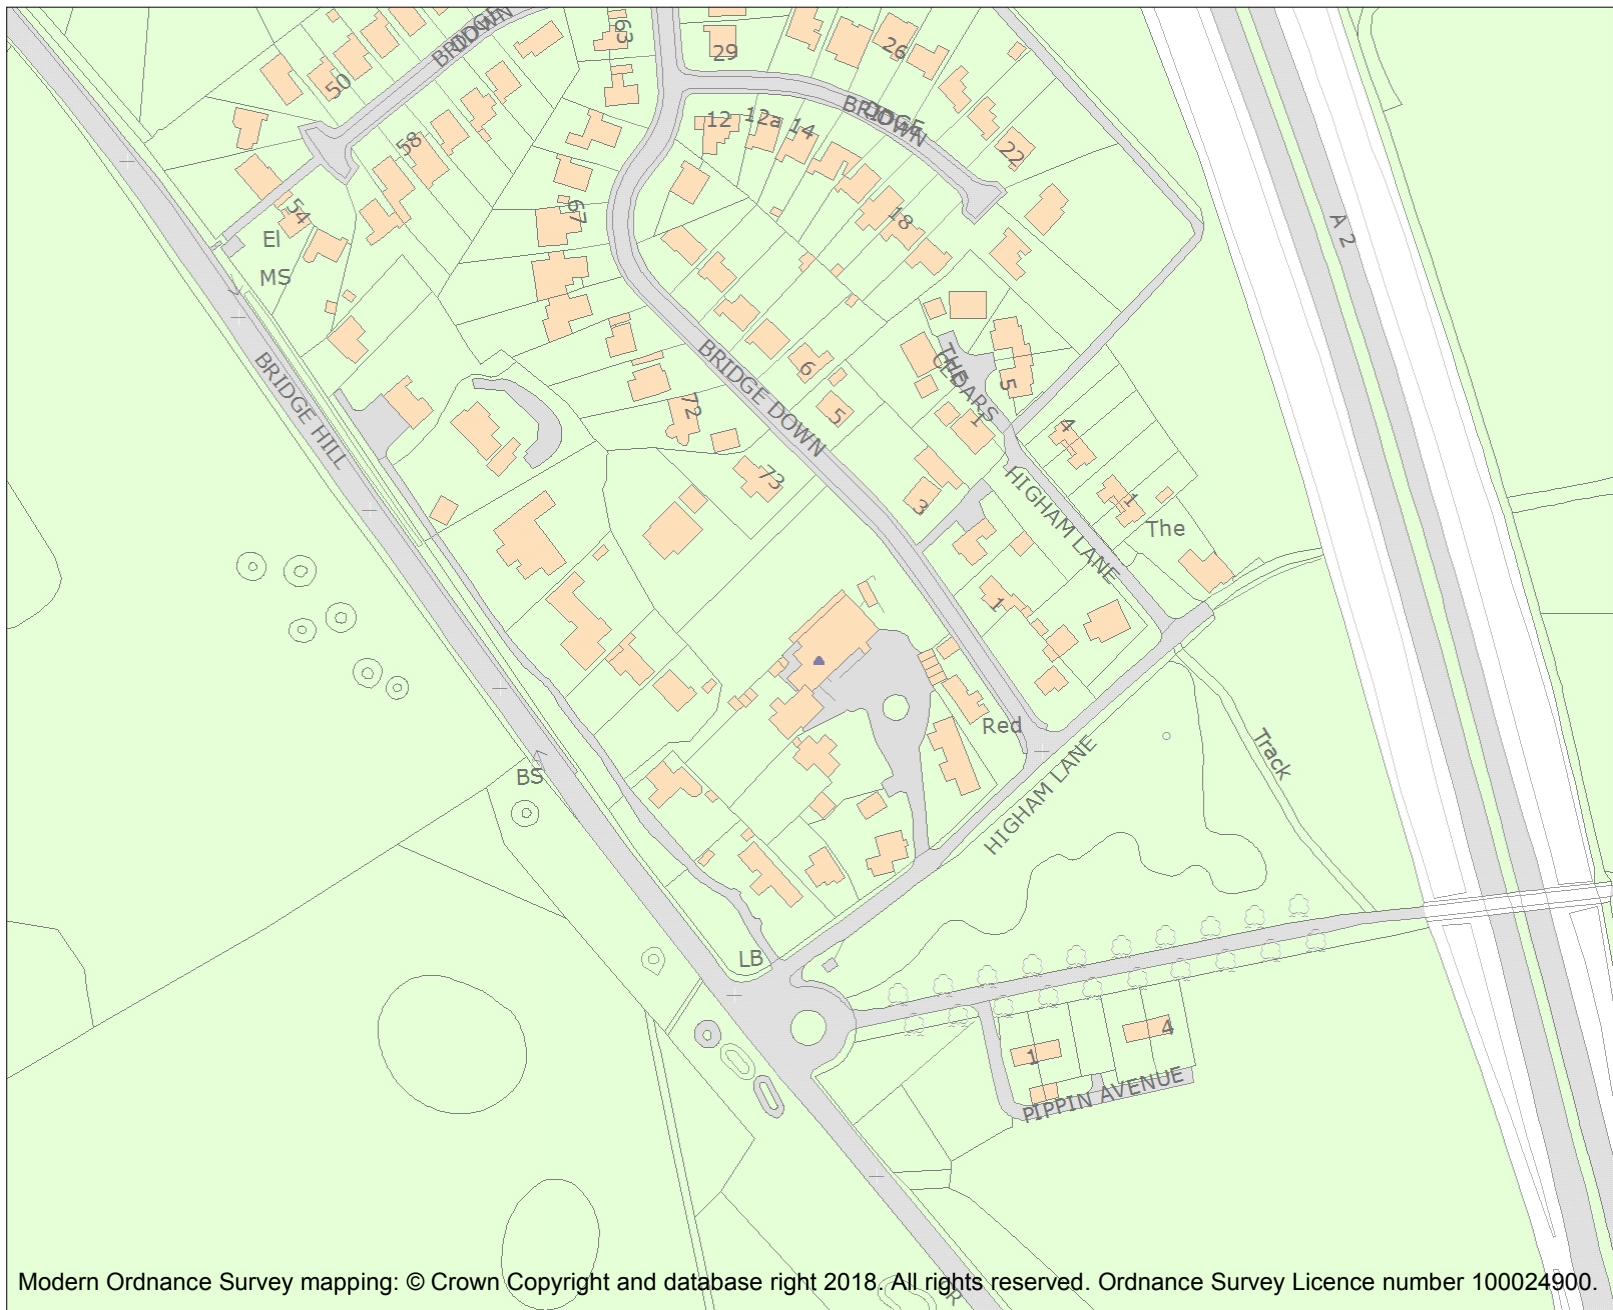 BRIDGE
DOWN
63
29
26
50
BRIDGE
DOWN
12
12a
14
22
58
54
67
18
El
MS
A 2
BRIDGE HILL
BRIDGE DOWN
6
THE
CEDARS
5
72
5
1
4
73
3
HIGHAM LANE
1
The
1
Red
HIGHAM LANE
Track
BS
LB
1
4
PIPPIN AVENUE
R
Modern Ordnance Survey mapping: © Crown Copyright and database right 2018. All rights reserved. Ordnance Survey Licence number 100024900.